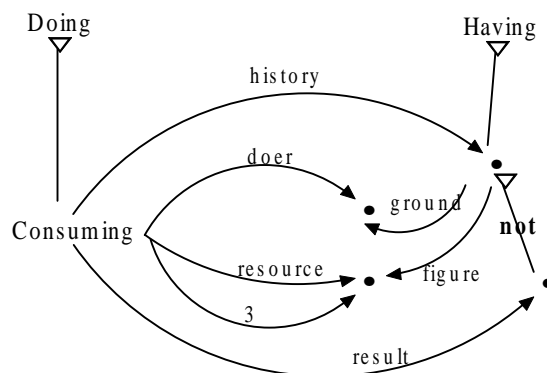 Doing
Having
history
doer
ground
Consuming
not
resource
figure
3
result